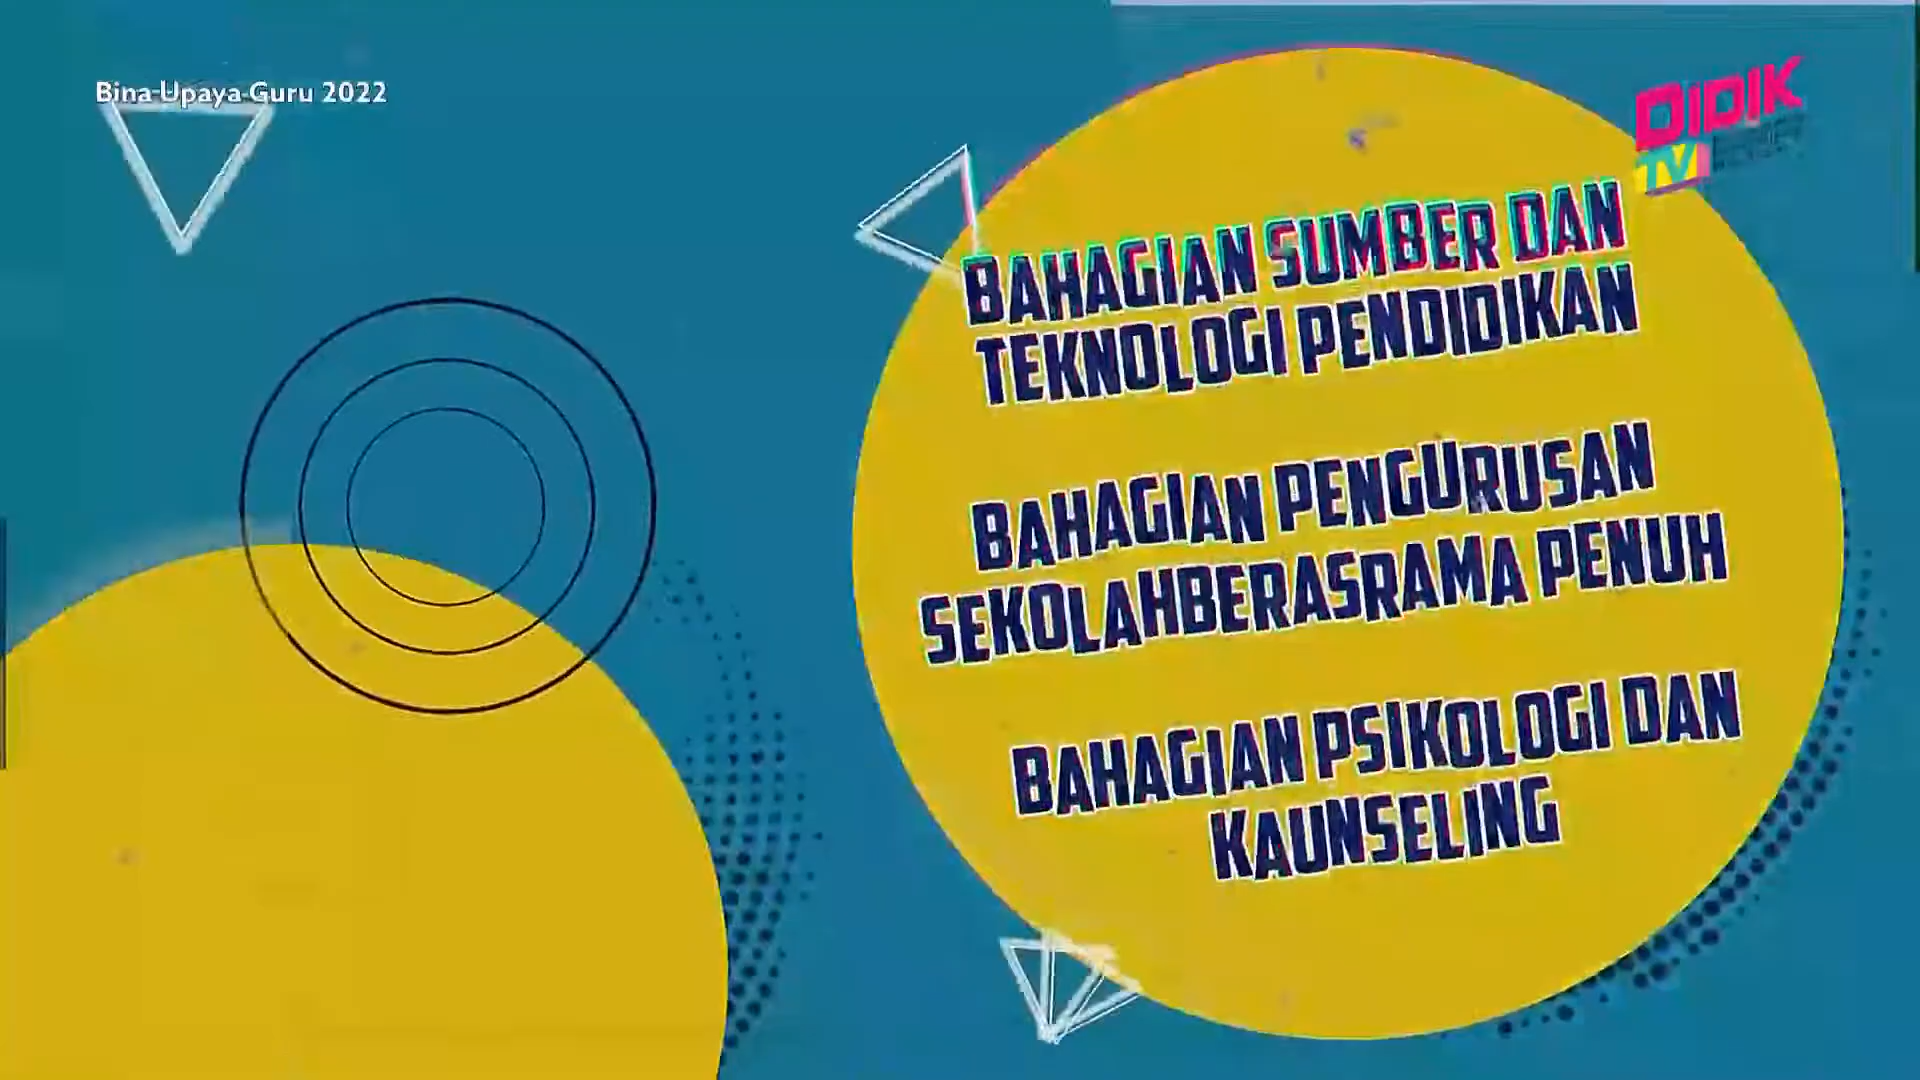 Bina Upaya Guru 2022
DIDIK
TV
BAHAGIAN SUMBER DAN
TEKNOLOGI PENDIDIKAN
BAHAGIAN PENGURUSAN
SEKOLAHBERASRAMA PENUH
BAHAGIAN PSIKOLOGI DAN
KAUNSELING